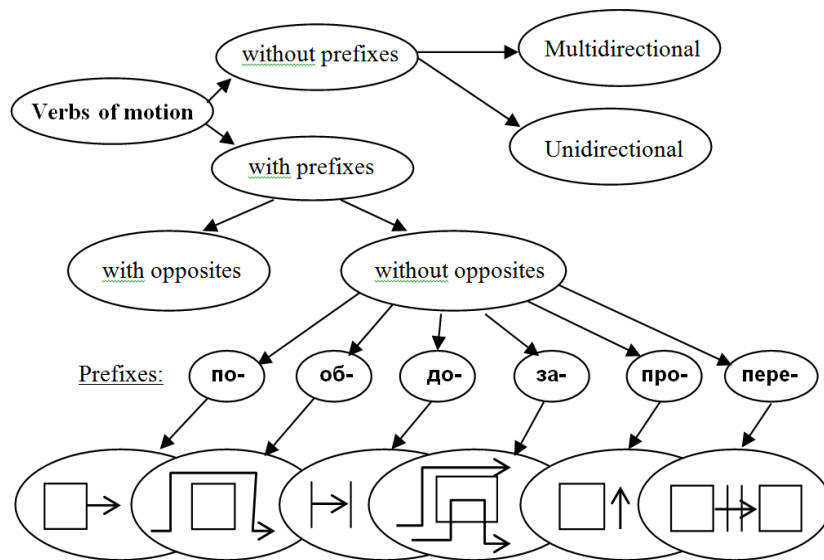 without prefixes
Multidirectional
Verbs of motion
Unidirectional
with prefixes
with opposites
without opposites
Prefixes:
по-
об-
до-
за-
про-
пере-